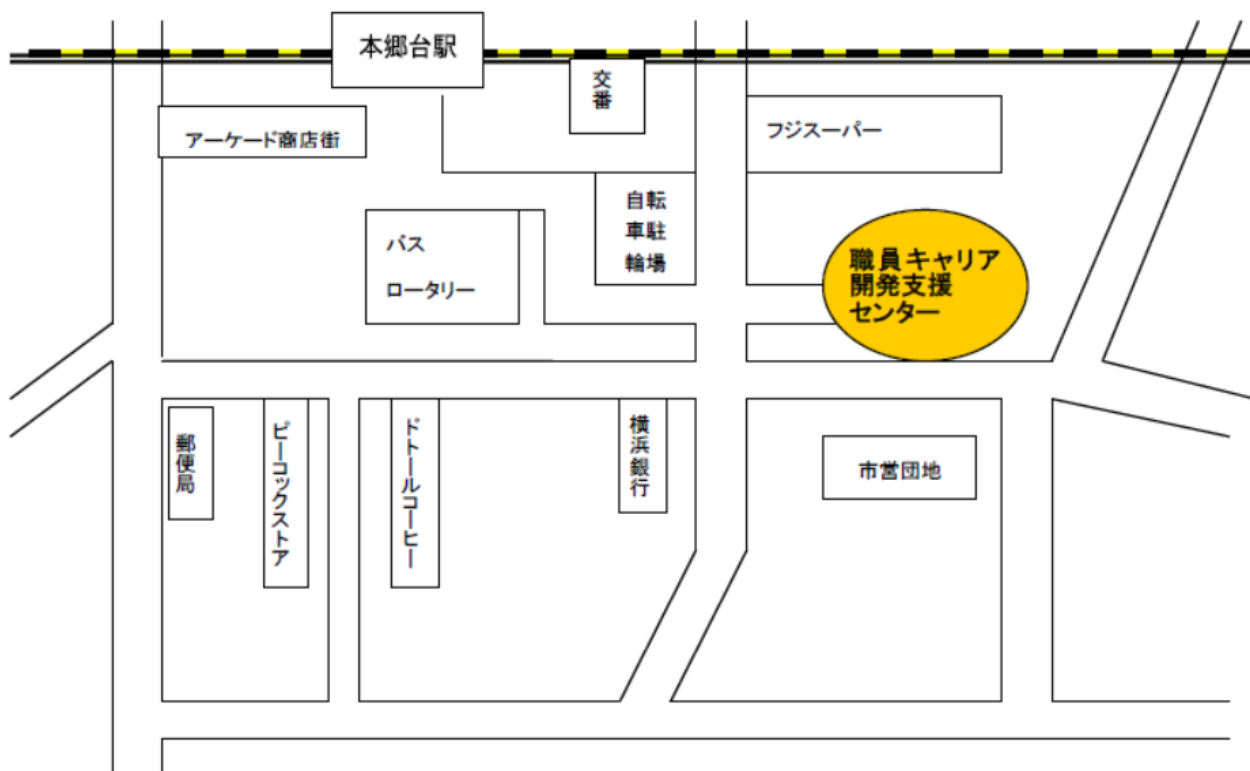 本郷台駅
交番
アーケード商店街
フジスーパー
自転
車駐
輪場
バス
ロータリー
職員キャリア
開発支援
センター
郵便局
ピーコックストア
ドトールコーヒー
横浜銀行
市営団地